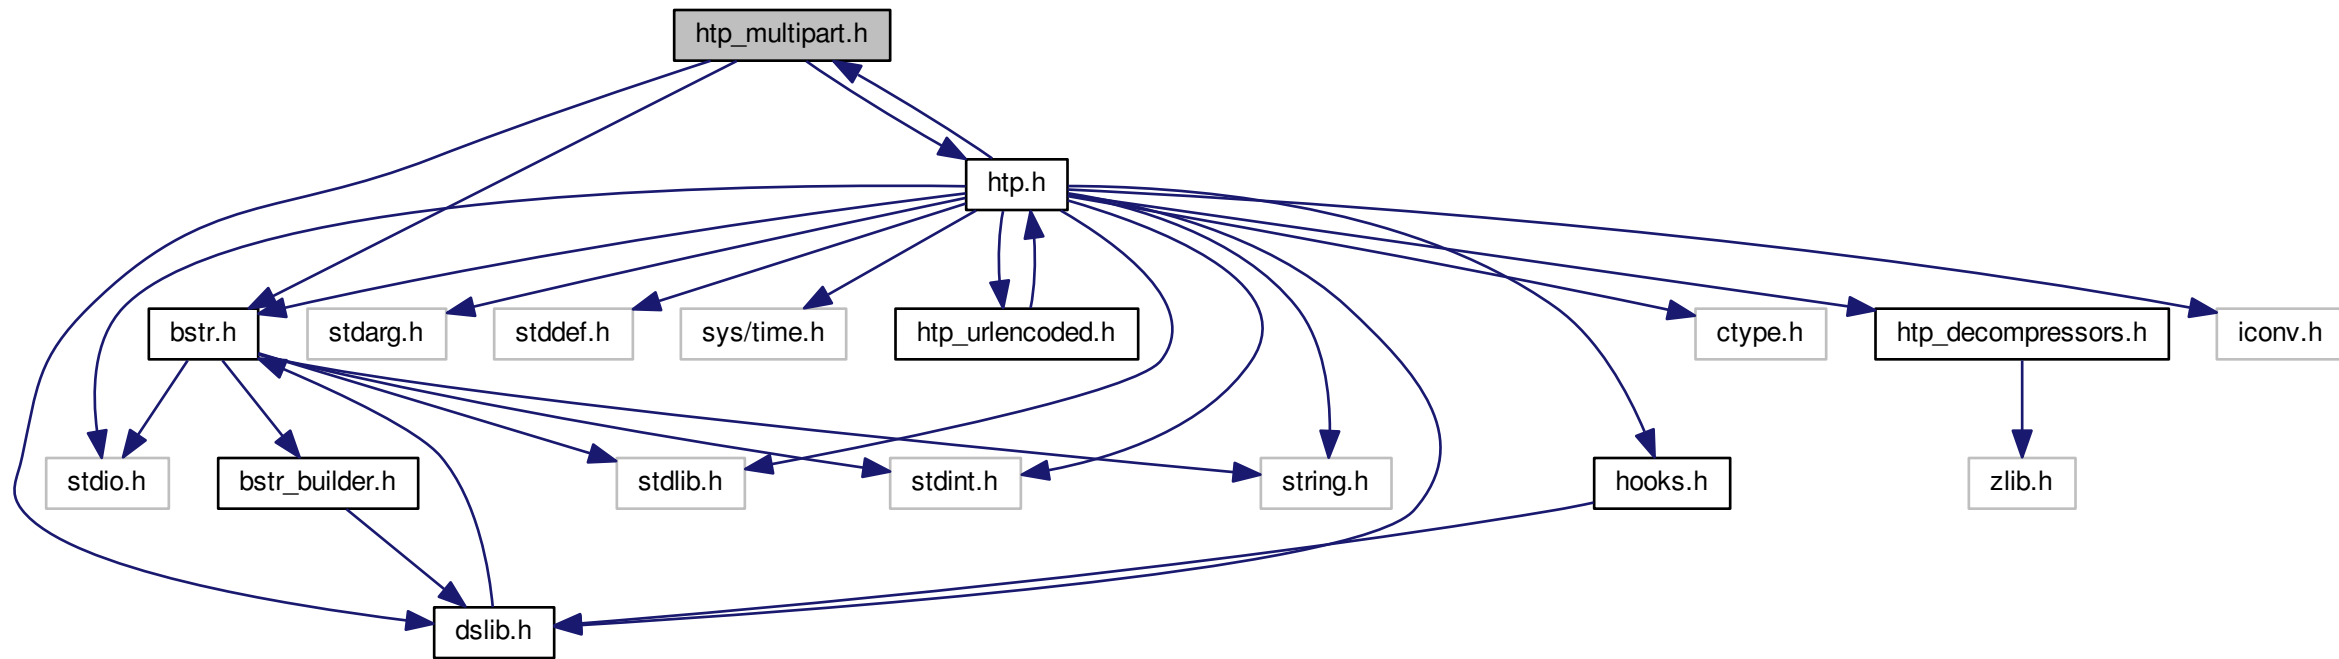 htp_multipart.h
htp.h
bstr.h
stdarg.h
stddef.h
sys/time.h
htp_urlencoded.h
ctype.h
htp_decompressors.h
iconv.h
stdio.h
bstr_builder.h
stdlib.h
stdint.h
string.h
hooks.h
zlib.h
dslib.h